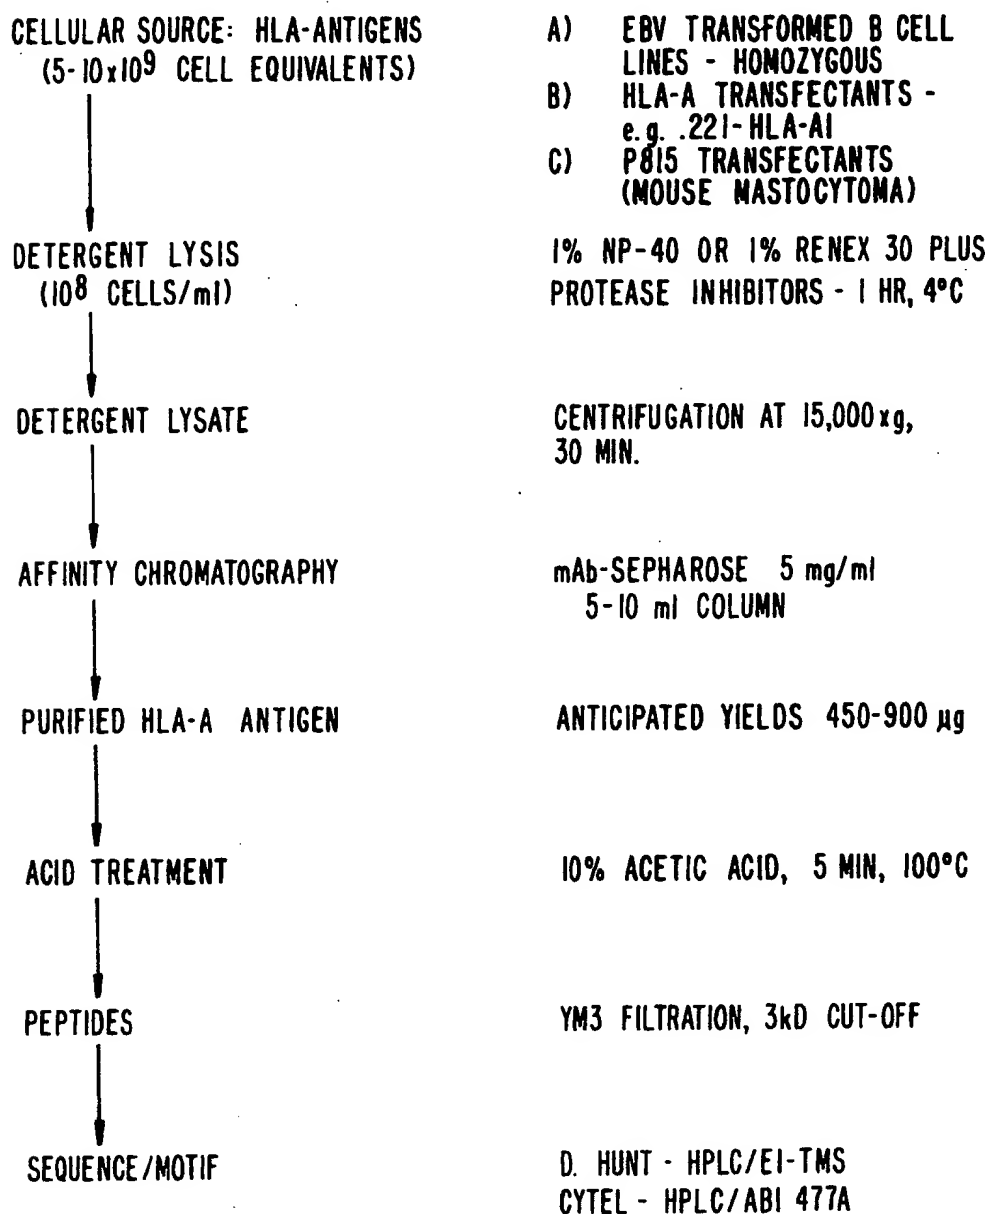 CELLULAR SOURCE: HLA-ANTIGENS
(5-10x10⁹ CELL EQUIVALENTS)
A) EBV TRANSFORMED B CELL
LINES - HOMOZYGOUS
B) HLA-A TRANSFECTANTS -
e.g. .221-HLA-A1
C) P815 TRANSFECTANTS
(MOUSE MASTOCYTOMA)
DETERGENT LYSIS
(10⁸ CELLS/ml)
1% NP-40 OR 1% RENEX 30 PLUS
PROTEASE INHIBITORS - 1 HR, 4°C
DETERGENT LYSATE
CENTRIFUGATION AT 15,000xg,
30 MIN.
AFFINITY CHROMATOGRAPHY
mAb-SEPHAROSE 5 mg/ml
5-10 ml COLUMN
PURIFIED HLA-A ANTIGEN
ANTICIPATED YIELDS 450-900 µg
ACID TREATMENT
10% ACETIC ACID, 5 MIN, 100°C
PEPTIDES
YM3 FILTRATION, 3kD CUT-OFF
SEQUENCE/MOTIF
D. HUNT - HPLC/EI-TMS
CYTEL - HPLC/ABI 477A